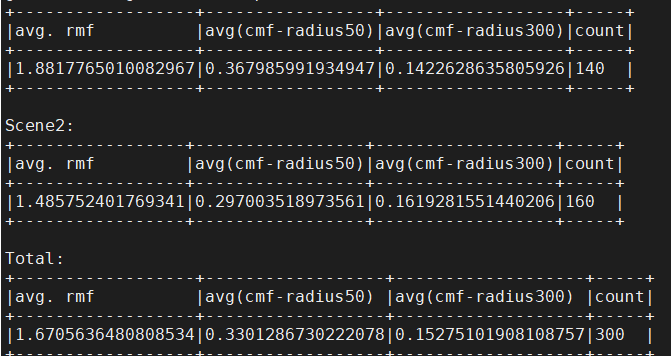 +------------------+-----------------+------------------+-----+
|avg. rmf          |avg(cmf-radius50)|avg(cmf-radius300)|count|
+------------------+-----------------+------------------+-----+
|1.8817765010082967|0.367985991934947|0.1422628635805926|140  |
+------------------+-----------------+------------------+-----+
Scene2:
+-----------------+-----------------+------------------+-----+
|avg. rmf         |avg(cmf-radius50)|avg(cmf-radius300)|count|
+-----------------+-----------------+------------------+-----+
|1.485752401769341|0.297003518973561|0.1619281551440206|160  |
+-----------------+-----------------+------------------+-----+
Total:
+------------------+------------------+-------------------+-----+
|avg. rmf          |avg(cmf-radius50) |avg(cmf-radius300) |count|
+------------------+------------------+-------------------+-----+
|1.6705636480808534|0.3301286730222078|0.15275101908108757|300  |
+------------------+------------------+-------------------+-----+